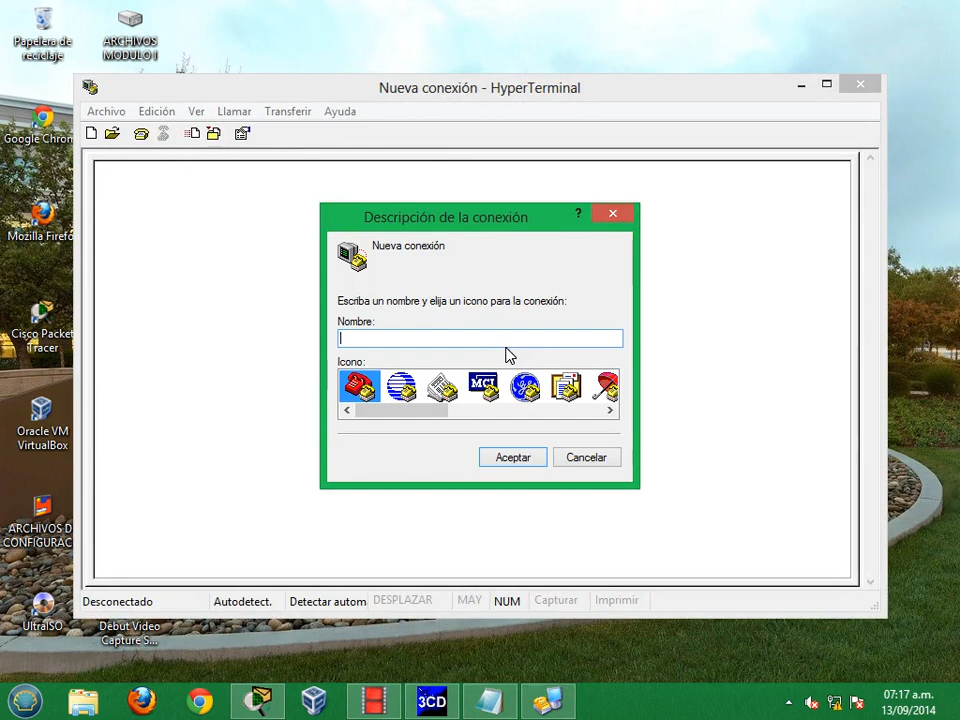 Papelera de
reciclaje
ARCHIVOS
MODULO I
Nueva conexión - HyperTerminal
Archivo Edición Ver Llamar Transferir Ayuda
Google Chrom
Mozilla Firefo
Cisco Packet
Tracer
Oracle VM
VirtualBox
ARCHIVOS D
CONFIGURAC
UltraISO
Debut Video
Capture S...
Descripción de la conexión
?
Nueva conexión
Escriba un nombre y elija un icono para la conexión:
Nombre:
Icono:
MCI
Aceptar Cancelar
Desconectado Autodetect. Detectar autom DESPLAZAR MAY NUM Capturar Imprimir
3CD
07:17 a.m.
13/09/2014